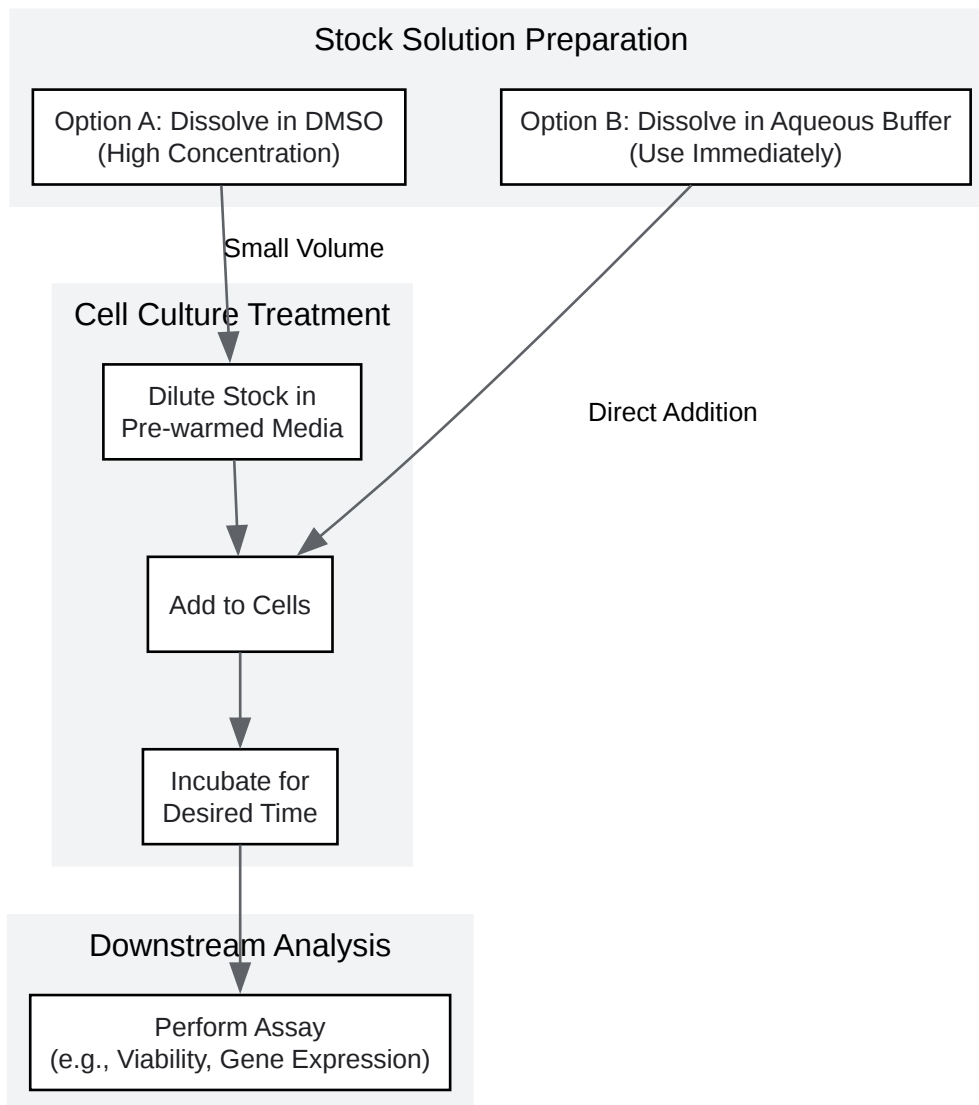 Stock Solution Preparation
Option A: Dissolve in DMSO
(High Concentration)
Option B: Dissolve in Aqueous Buffer
(Use Immediately)
Small Volume
Cell Culture Treatment
Dilute Stock in
Pre-warmed Media
Direct Addition
Add to Cells
Incubate for
Desired Time
Downstream Analysis
Perform Assay
(e.g., Viability, Gene Expression)